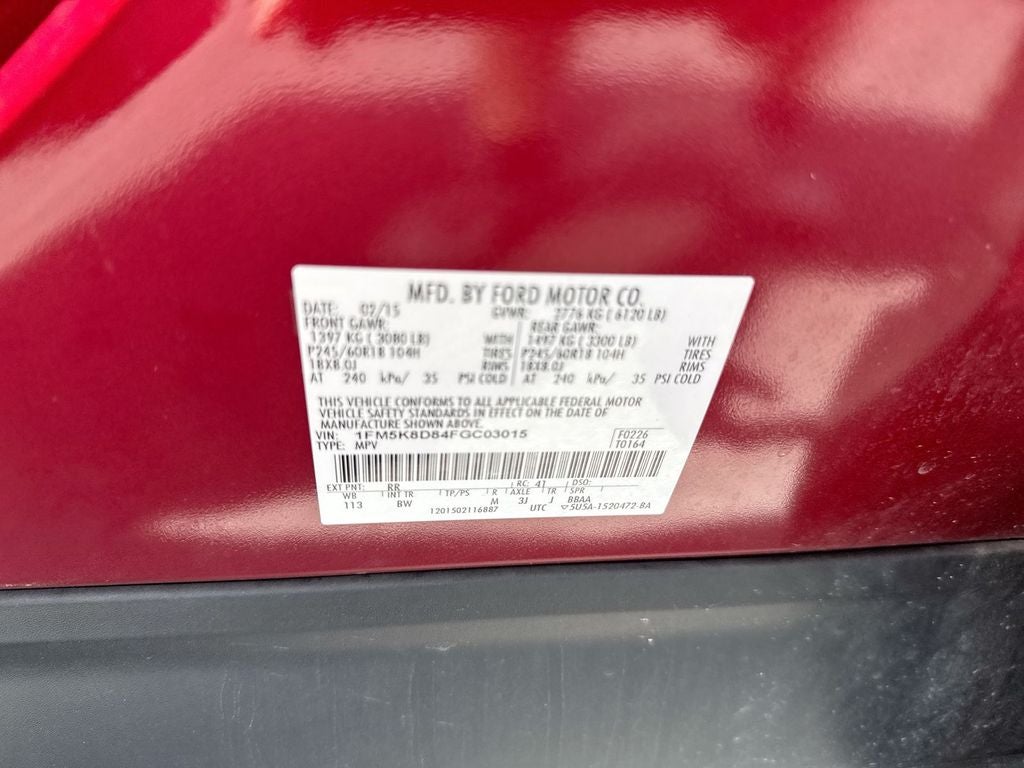 MFD. BY FORD MOTOR CO.
DATE: 02/15 GVWR: 2776 KG ( 6120 LB)
FRONT GAWR: REAR GAWR:
1397 KG ( 3080 LB) WITH 1497 KG ( 3300 LB) WITH
P245/60R18 104H TIRES P245/60R18 104H TIRES
18X8.0J RIMS 18X8.0J RIMS
AT 240 kPa/ 35 PSI COLD AT 240 kPa/ 35 PSI COLD
THIS VEHICLE CONFORMS TO ALL APPLICABLE FEDERAL MOTOR
VEHICLE SAFETY STANDARDS IN EFFECT ON THE DATE OF
MANUFACTURE SHOWN ABOVE.
VIN: 1FM5K8D84FGC03015 F0226
TYPE: MPV T0164
EXT PNT: RR RC: 41 DSO:
WB INT TR TP/PS R AXLE TR SPR
113 BW M 3J J BBAA
1201502116887 UTC ▽5U5A-1520472-BA